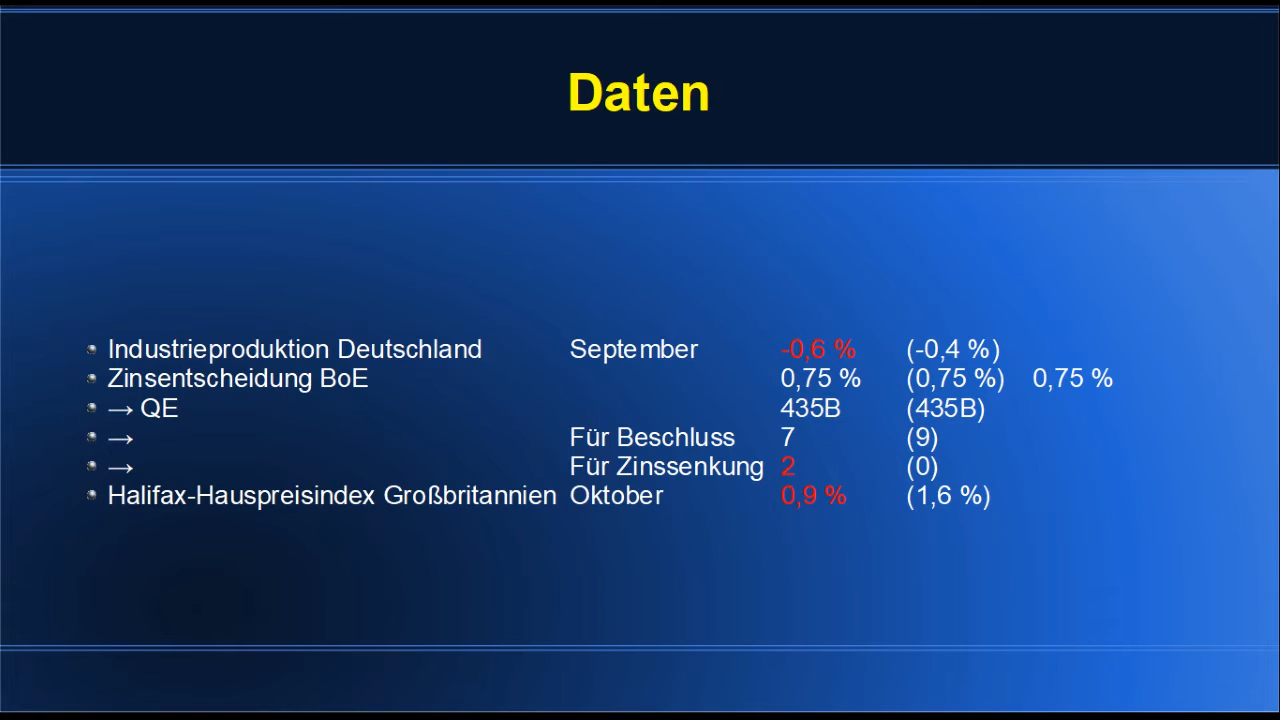 Daten
Industrieproduktion Deutschland September -0,6 % (-0,4 %)
Zinsentscheidung BoE 0,75 % (0,75 %) 0,75 %
→ QE 435B (435B)
→ Für Beschluss 7 (9)
→ Für Zinssenkung 2 (0)
Halifax-Hauspreisindex Großbritannien Oktober 0,9 % (1,6 %)